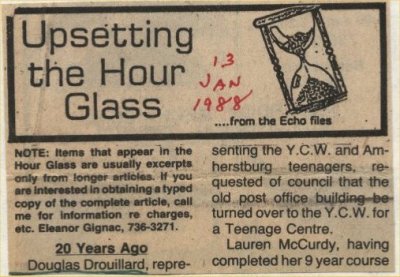 Upsetting
the Hour
Glass
13
JAN
1988
....from the Echo files
NOTE: Items that appear in the
Hour Glass are usually excerpts
only from longer articles. If you
are interested in obtaining a typed
copy of the complete article, call
me for information re charges,
etc. Eleanor Gignac, 736-3271.
20 Years Ago
Douglas Drouillard, repre-
senting the Y.C.W. and Am-
herstburg teenagers, re-
quested of council that the
old post office building be
turned over to the Y.C.W. for
a Teenage Centre.
Lauren McCurdy, having
completed her 9 year course